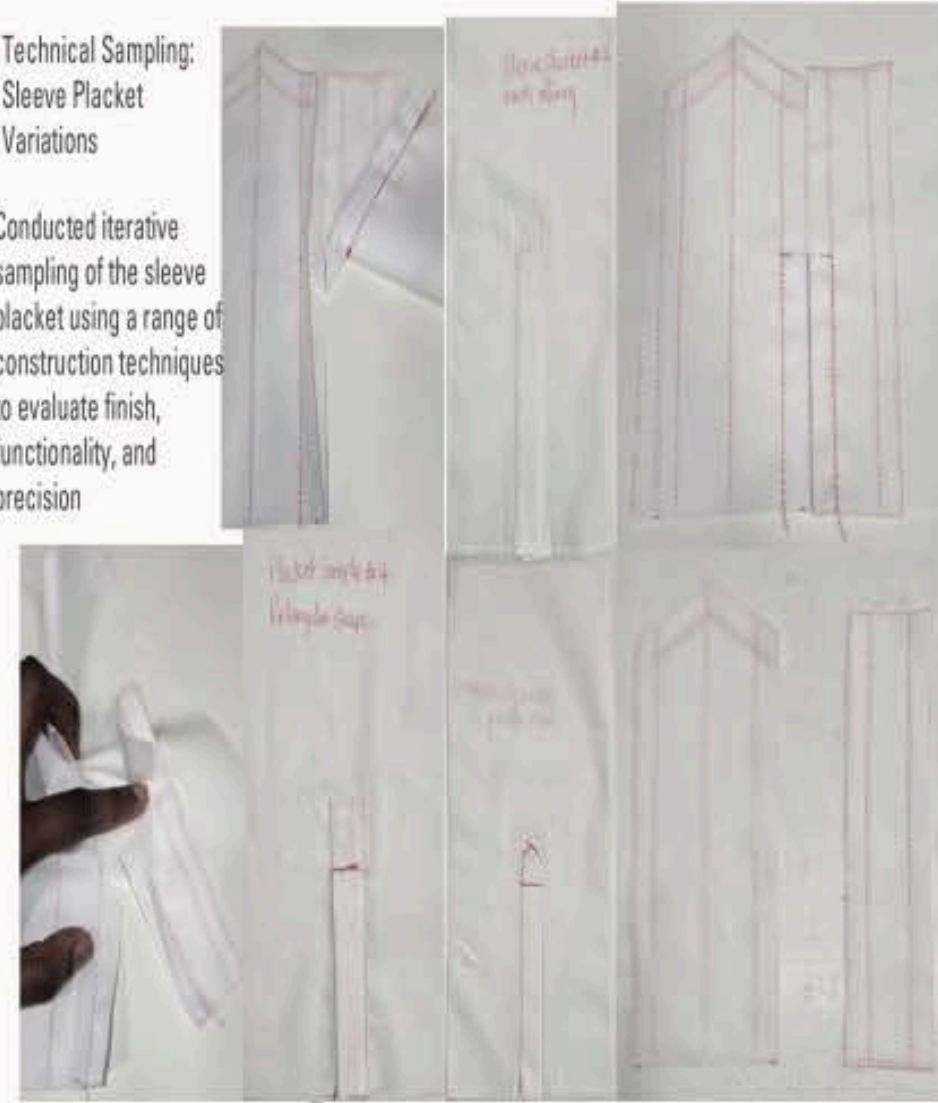 Technical Sampling:
Sleeve Placket
Variations
Conducted iterative
sampling of the sleeve
placket using a range of
construction techniques
to evaluate finish,
functionality, and
precision
Placket Sample #4
Rectangular